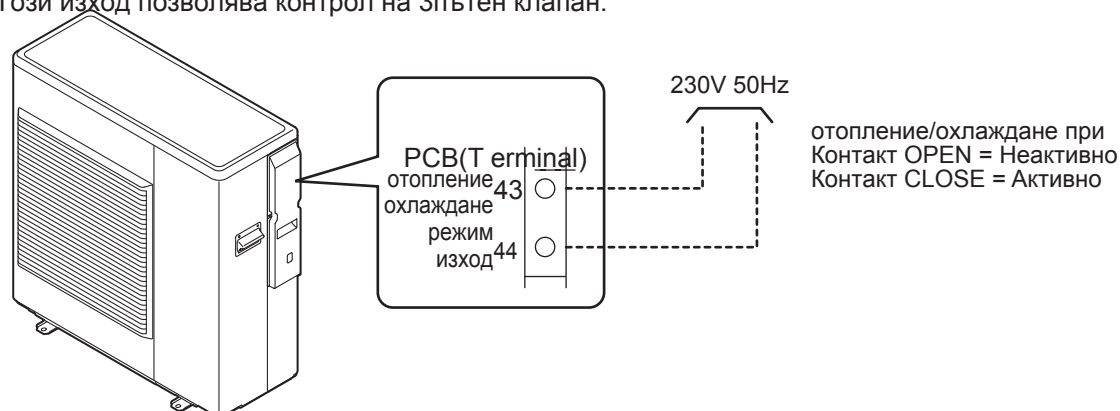 Този изход позволява контрол на 3пътен клапан.
230V 50Hz
отопление/охлаждане при
Контакт OPEN = Неактивно
Контакт CLOSE = Активно
PCB(T erminal)
отопление 43
охлаждане
режим
изход 44